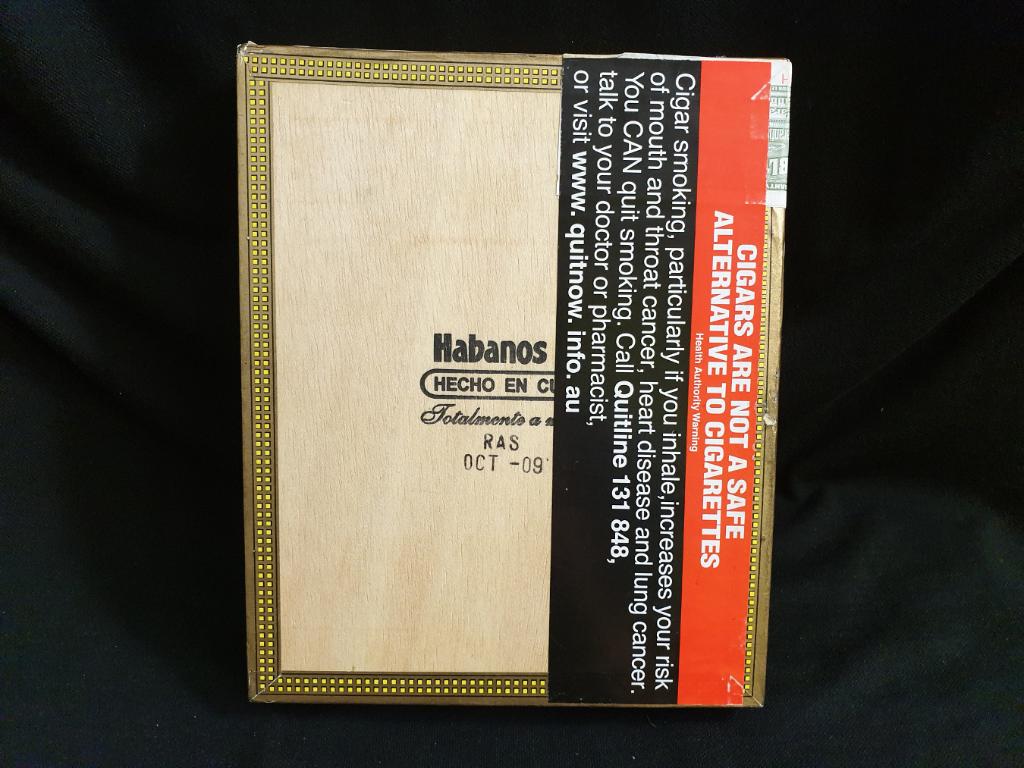 Habanos
HECHO EN CU
Totalmente a
RAS
OCT -09
CIGARS ARE NOT A SAFE
ALTERNATIVE TO CIGARETTES
Health Authority Warning
Cigar smoking, particularly if you inhale,increases your risk
of mouth and throat cancer, heart disease and lung cancer.
You CAN quit smoking. Call Quitline 131 848,
talk to your doctor or pharmacist,
or visit www. quitnow. info. au